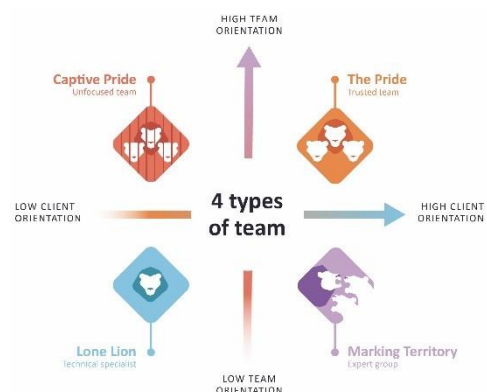 HIGH TEAM
ORIENTATION
Captive Pride
Unfocused team
The Pride
Trusted team
LOW CLIENT
ORIENTATION
4 types
of team
HIGH CLIENT
ORIENTATION
Lone Lion
Technical specialist
Marking Territory
Expert group
LOW TEAM
ORIENTATION